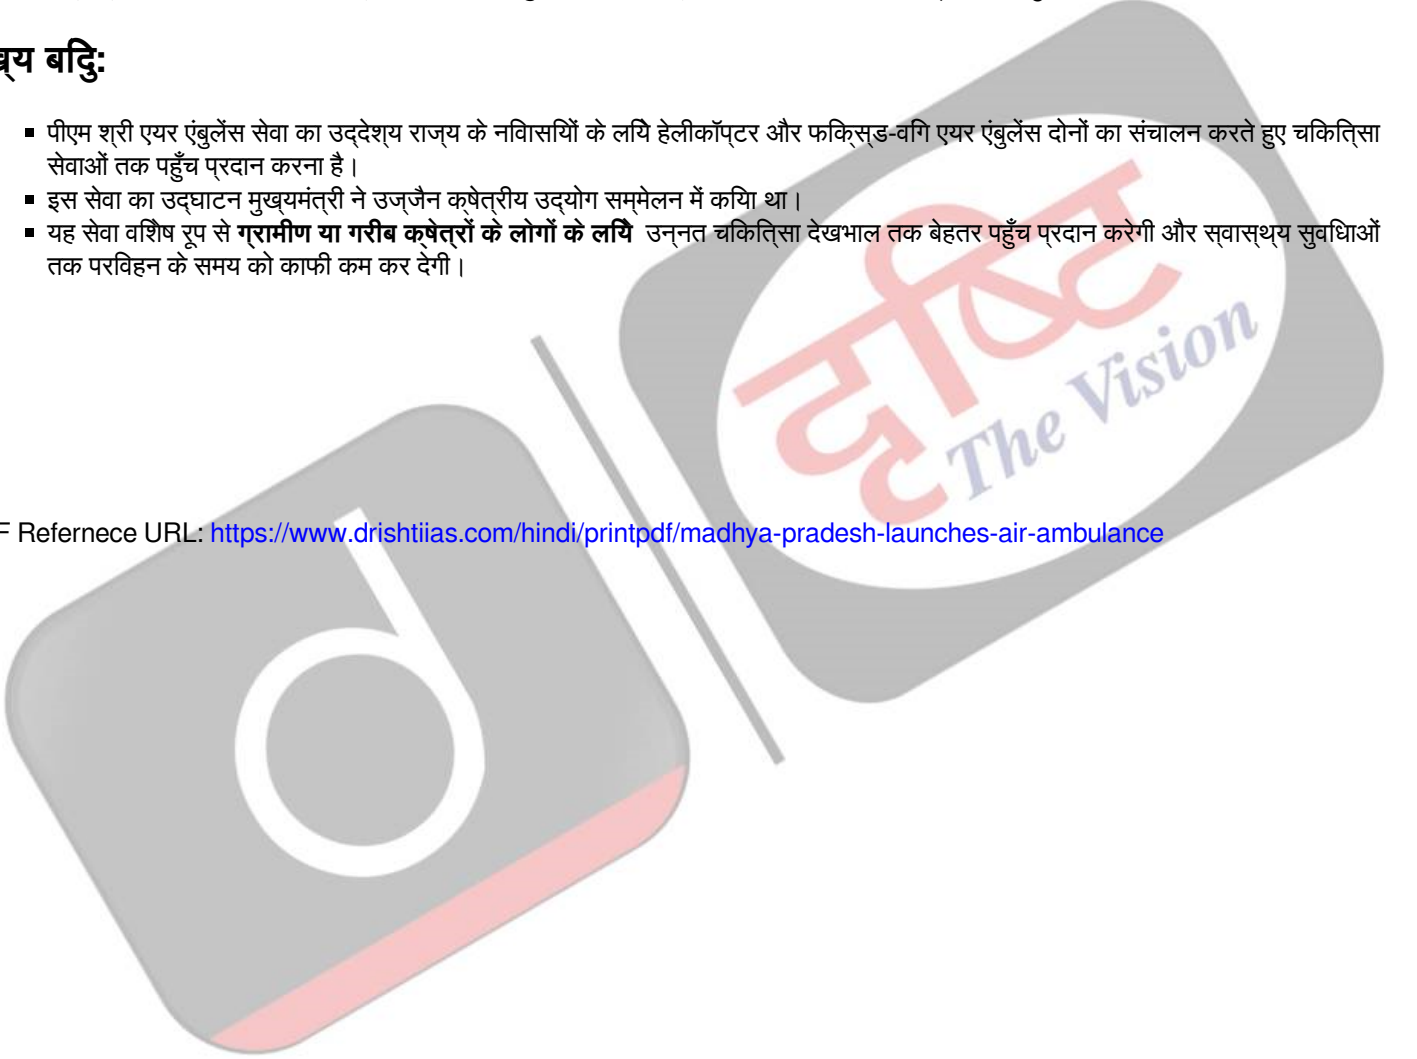 ख्य बिंदु:
▪ पीएम श्री एयर एंबुलेंस सेवा का उद्देश्य राज्य के निवासियों के लिये हेलीकॉप्टर और फिक्स्ड-विंग एयर एंबुलेंस दोनों का संचालन करते हुए चिकित्सा
सेवाओं तक पहुँच प्रदान करना है।
▪ इस सेवा का उद्घाटन मुख्यमंत्री ने उज्जैन क्षेत्रीय उद्योग सम्मेलन में किया था।
▪ यह सेवा विशेष रूप से ग्रामीण या गरीब क्षेत्रों के लोगों के लिये उन्नत चिकित्सा देखभाल तक बेहतर पहुँच प्रदान करेगी और स्वास्थ्य सुविधाओं
तक परिवहन के समय को काफी कम कर देगी।
दृष्टि
The Vision
F Refernece URL: https://www.drishtiias.com/hindi/printpdf/madhya-pradesh-launches-air-ambulance
d